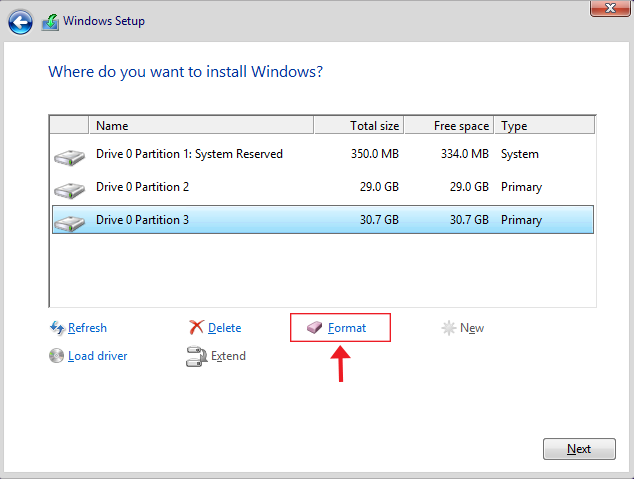 Windows Setup
Where do you want to install Windows?
Name Total size Free space Type
Drive 0 Partition 1: System Reserved 350.0 MB 334.0 MB System
Drive 0 Partition 2 29.0 GB 29.0 GB Primary
Drive 0 Partition 3 30.7 GB 30.7 GB Primary
Refresh Delete Format New
Load driver Extend
Next